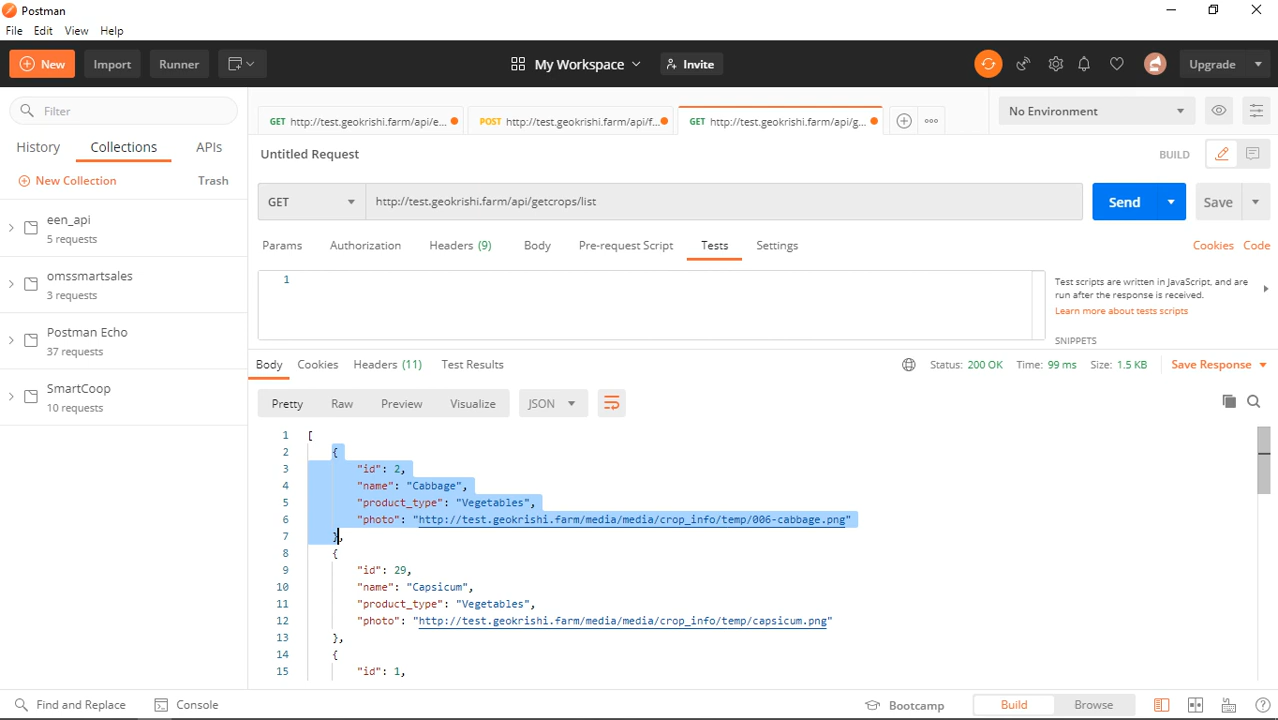 Postman
File Edit View Help
New Import Runner My Workspace Invite Upgrade
Filter
History Collections APIs
New Collection Trash
een_api
5 requests
omssmartsales
3 requests
Postman Echo
37 requests
SmartCoop
10 requests
GET http://test.geokrishi.farm/api/e... POST http://test.geokrishi.farm/api/f... GET http://test.geokrishi.farm/api/g... No Environment
Untitled Request BUILD
GET http://test.geokrishi.farm/api/getcrops/list Send Save
Params Authorization Headers (9) Body Pre-request Script Tests Settings Cookies Code
1
Test scripts are written in JavaScript, and are
run after the response is received.
Learn more about tests scripts
SNIPPETS
Body Cookies Headers (11) Test Results Status: 200 OK Time: 99 ms Size: 1.5 KB Save Response
Pretty Raw Preview Visualize JSON
1 [
2 {
3 "id": 2,
4 "name": "Cabbage",
5 "product_type": "Vegetables",
6 "photo": "http://test.geokrishi.farm/media/media/crop_info/temp/006-cabbage.png"
7 },
8 {
9 "id": 29,
10 "name": "Capsicum",
11 "product_type": "Vegetables",
12 "photo": "http://test.geokrishi.farm/media/media/crop_info/temp/capsicum.png"
13 },
14 {
15 "id": 1,
Find and Replace Console Bootcamp Build Browse